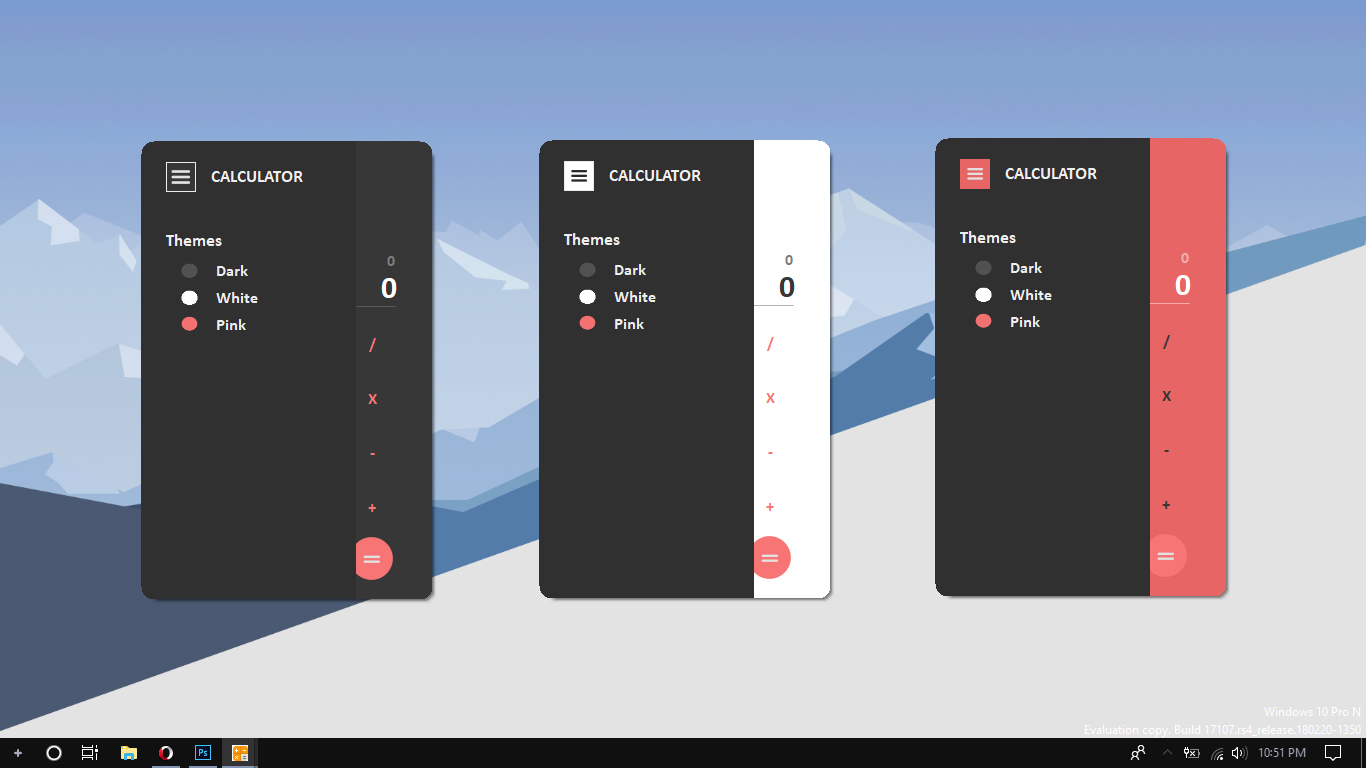 CALCULATOR
Themes
Dark
White
Pink
0
0
/
x
-
+
=
CALCULATOR
Themes
Dark
White
Pink
0
0
/
x
-
+
=
CALCULATOR
Themes
Dark
White
Pink
0
0
/
x
-
+
=
Windows 10 Pro N
Evaluation copy. Build 17107.rs4_release.180220-1350
Ps
10:51 PM